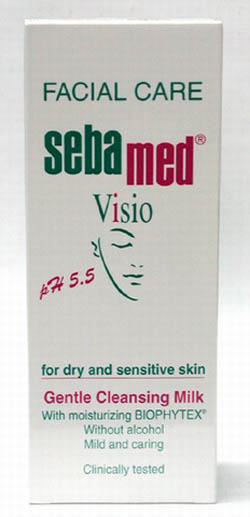 FACIAL CARE
sebamed®
Visio
pH 5.5
for dry and sensitive skin
Gentle Cleansing Milk
With moisturizing BIOPHYTEX®
Without alcohol
Mild and caring
Clinically tested